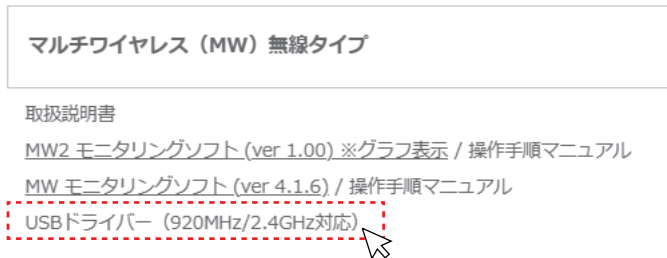 マルチワイヤレス（MW）無線タイプ
取扱説明書
MW2 モニタリングソフト (ver 1.00) ※グラフ表示 / 操作手順マニュアル
MW モニタリングソフト (ver 4.1.6) / 操作手順マニュアル
USBドライバー（920MHz/2.4GHz対応）